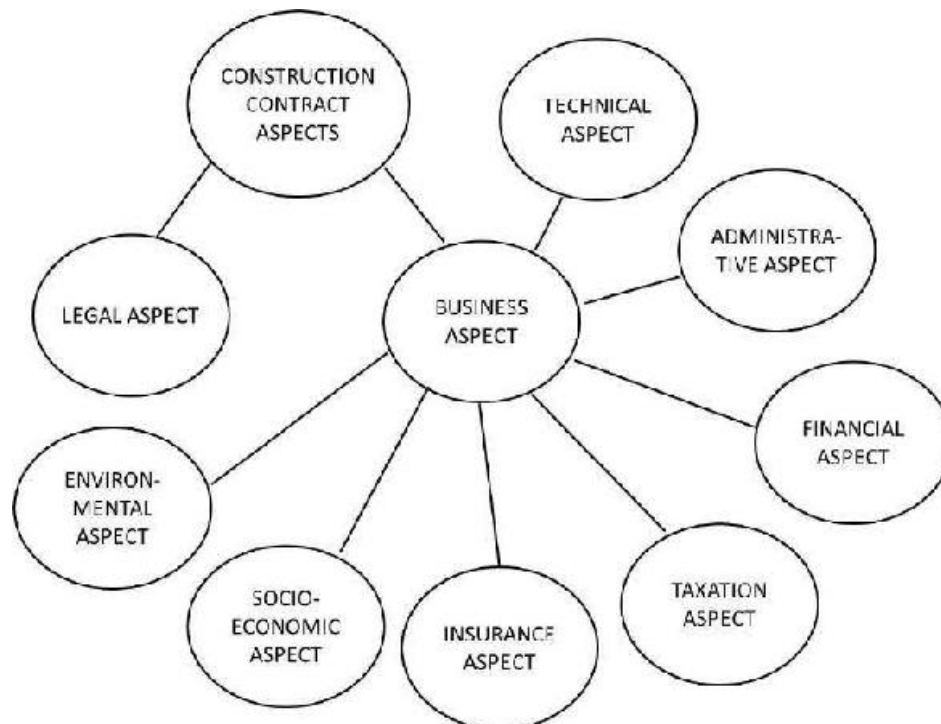 CONSTRUCTION
CONTRACT
ASPECTS
TECHNICAL
ASPECT
ADMINISTRA-
TIVE ASPECT
LEGAL ASPECT
BUSINESS
ASPECT
FINANCIAL
ASPECT
ENVIRON-
MENTAL
ASPECT
SOCIO-
ECONOMIC
ASPECT
INSURANCE
ASPECT
TAXATION
ASPECT